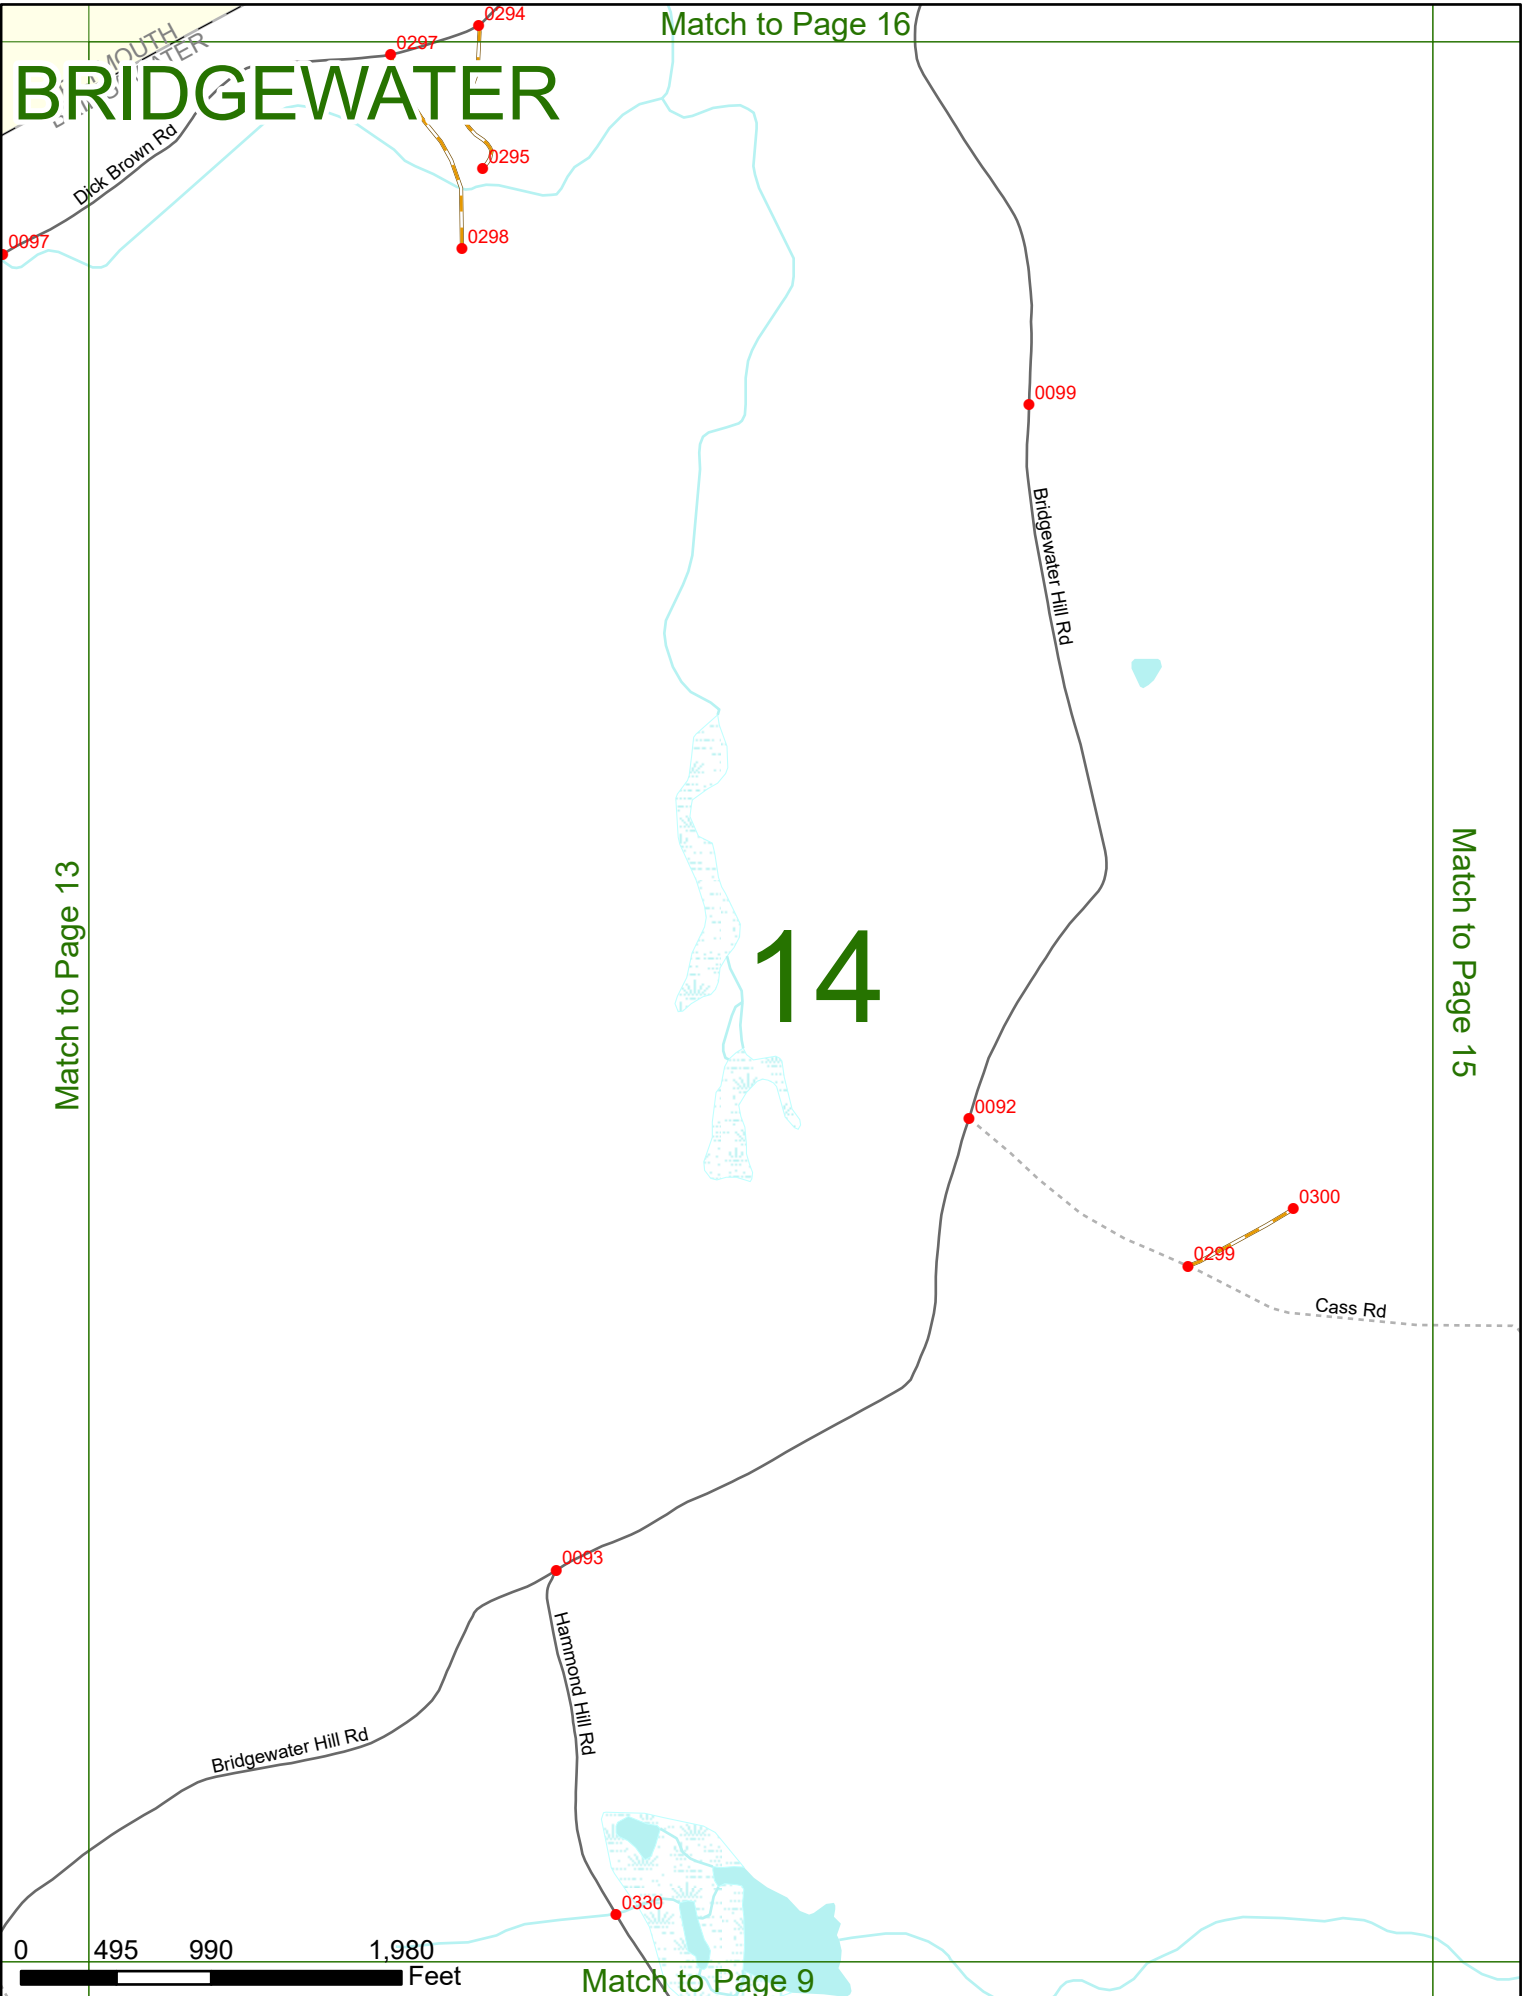 0294
Match to Page 16
0297
BRIDGEWATER
Dick Brown Rd
0295
0298
0097
0099
Bridgewater Hill Rd
Match to Page 13
Match to Page 15
14
0092
0300
0299
Cass Rd
0093
Hammond Hill Rd
Bridgewater Hill Rd
0330
0 495 990 1,980
Feet
Match to Page 9